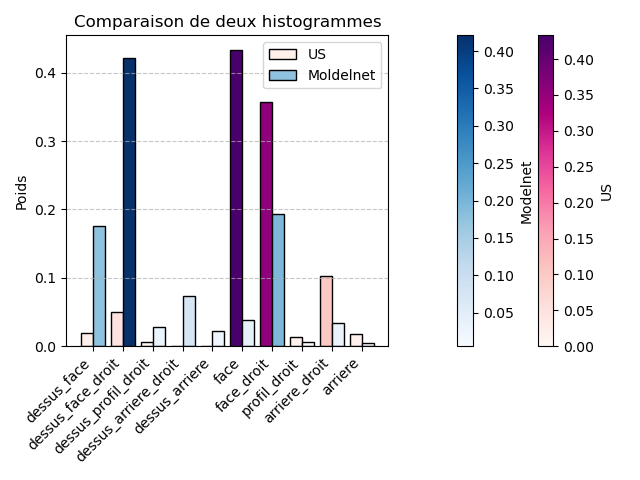 Comparaison de deux histogrammes
US
Moldelnet
Poids
0.4
0.3
0.2
0.1
0.0
dessus_face
dessus_face_droit
dessus_profil_droit
dessus_arriere_droit
dessus_arriere
face
face_droit
profil_droit
arriere_droit
arriere
0.40
0.35
0.30
0.25
0.20
0.15
0.10
0.05
Modelnet
0.40
0.35
0.30
0.25
0.20
0.15
0.10
0.05
0.00
US